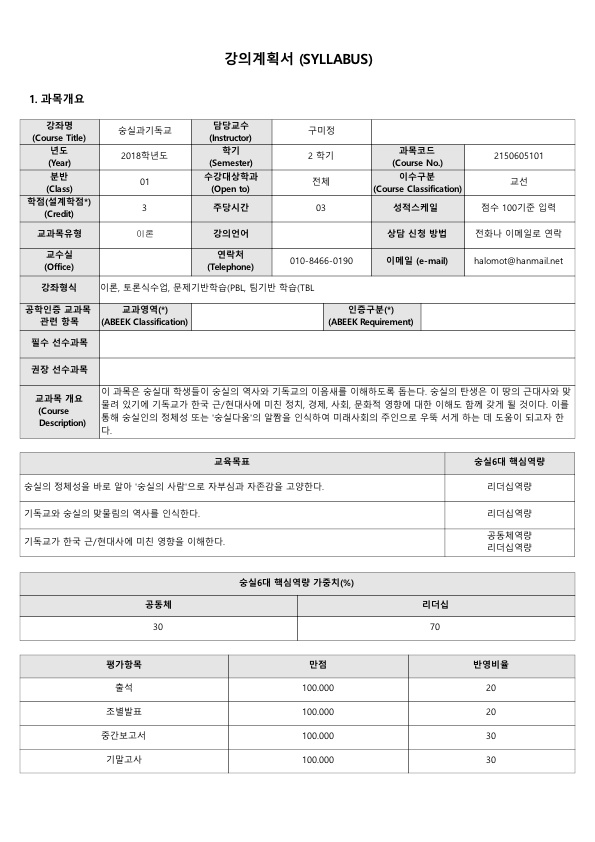 강의계획서 (SYLLABUS)
1. 과목개요
강좌명 (Course Title) 숭실과기독교 담당교수 (Instructor) 구미정
년도 (Year) 2018학년도 학기 (Semester) 2 학기 과목코드 (Course No.) 2150605101
분반 (Class) 01 수강대상학과 (Open to) 전체 이수구분 (Course Classification) 교선
학점(설계학점*) (Credit) 3 주당시간 03 성적스케일 점수 100기준 입력
교과목유형 이론 강의언어 상담 신청 방법 전화나 이메일로 연락
교수실 (Office) 연락처 (Telephone) 010-8466-0190 이메일 (e-mail) halomot@hanmail.net
강좌형식 이론, 토론식수업, 문제기반학습(PBL, 팀기반 학습(TBL
공학인증 교과목 관련 항목 교과영역(*) (ABEEK Classification) 인증구분(*) (ABEEK Requirement)
필수 선수과목
권장 선수과목
교과목 개요 (Course Description)
이 과목은 숭실대 학생들이 숭실의 역사와 기독교의 이음새를 이해하도록 돕는다. 숭실의 탄생은 이 땅의 근대사와 맞
물려 있기에 기독교가 한국 근/현대사에 미친 정치, 경제, 사회, 문화적 영향에 대한 이해도 함께 갖게 될 것이다. 이를
통해 숭실인의 정체성 또는 '숭실다움'의 알짬을 인식하여 미래사회의 주인으로 우뚝 서게 하는 데 도움이 되고자 한
다.
교육목표 숭실6대 핵심역량
숭실의 정체성을 바로 알아 '숭실의 사람'으로 자부심과 자존감을 고양한다. 리더십역량
기독교와 숭실의 맞물림의 역사를 인식한다. 리더십역량
기독교가 한국 근/현대사에 미친 영향을 이해한다. 공동체역량
리더십역량
숭실6대 핵심역량 가중치(%)
공동체 리더십
30 70
평가항목 만점 반영비율
출석 100.000 20
조별발표 100.000 20
중간보고서 100.000 30
기말고사 100.000 30